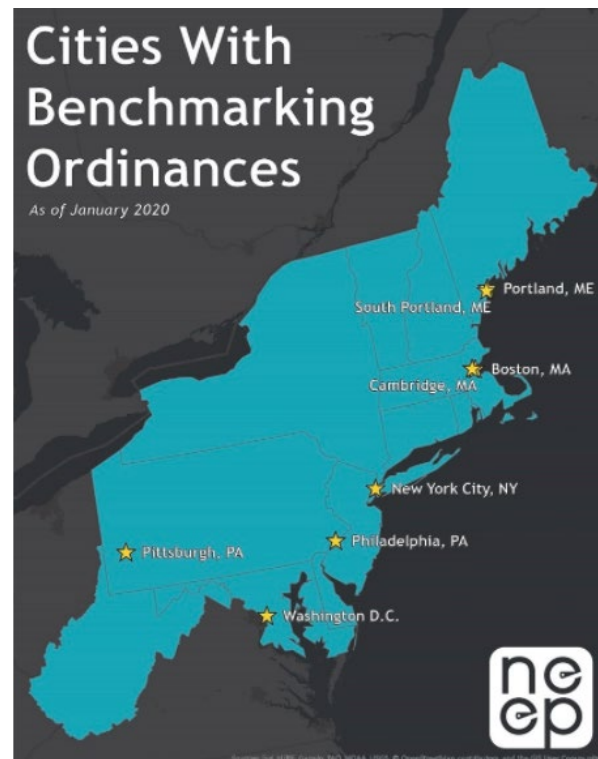 Cities With
Benchmarking
Ordinances
As of January 2020
Portland, ME
South Portland, ME
Boston, MA
Cambridge, MA
New York City, NY
Philadelphia, PA
Pittsburgh, PA
Washington D.C.
ne
ep